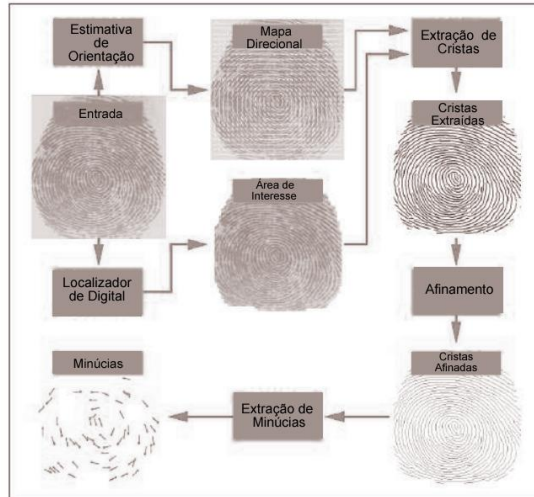 Estimativa
de
Orientação
Mapa
Direcional
Extração de
Cristas
Entrada
Cristas
Extraídas
Área de
Interesse
Localizador
de Digital
Afinamento
Minúcias
Extração de
Minúcias
Cristas
Afinadas